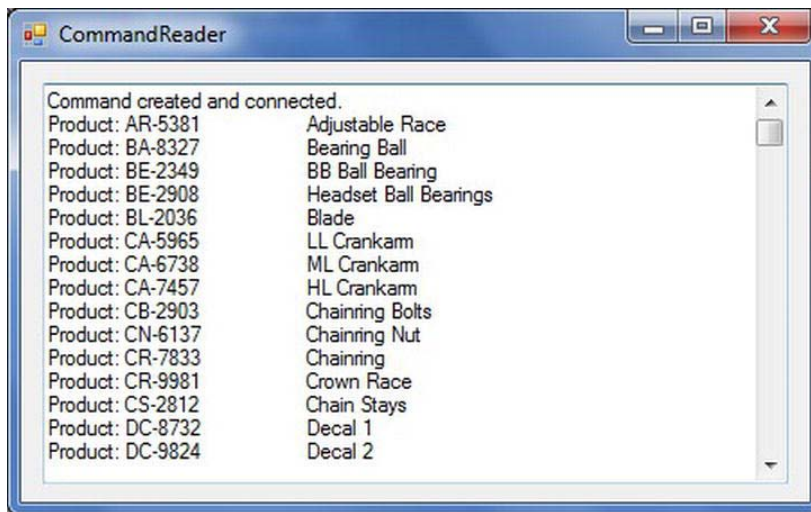 CommandReader
Command created and connected.
Product: AR-5381 Adjustable Race
Product: BA-8327 Bearing Ball
Product: BE-2349 BB Ball Bearing
Product: BE-2908 Headset Ball Bearings
Product: BL-2036 Blade
Product: CA-5965 LL Crankarm
Product: CA-6738 ML Crankarm
Product: CA-7457 HL Crankarm
Product: CB-2903 Chainring Bolts
Product: CN-6137 Chainring Nut
Product: CR-7833 Chainring
Product: CR-9981 Crown Race
Product: CS-2812 Chain Stays
Product: DC-8732 Decal 1
Product: DC-9824 Decal 2